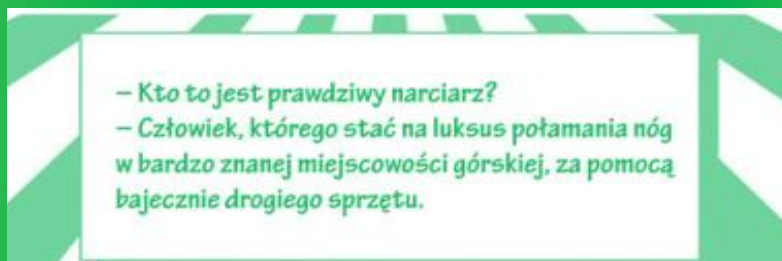 – Kto to jest prawdziwy narciarz?
– Człowiek, którego stać na luksus połamania nóg
w bardzo znanej miejscowości górskiej, za pomocą
bajecznie drogiego sprzętu.